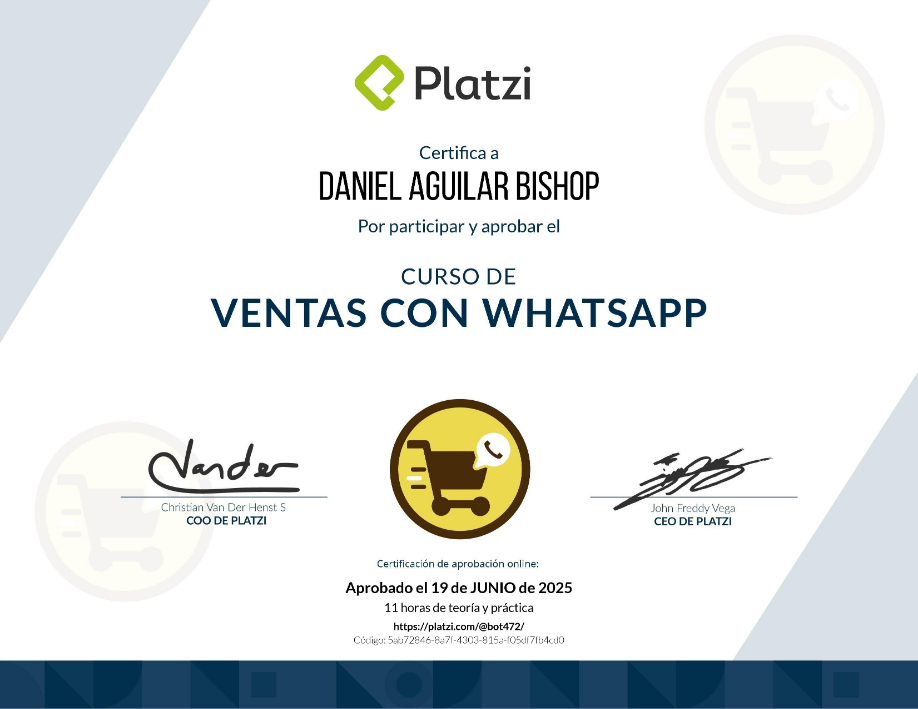 Platzi
Certifica a
DANIEL AGUILAR BISHOP
Por participar y aprobar el
CURSO DE
VENTAS CON WHATSAPP
Vander
Christian Van Der Henst S
COO DE PLATZI
John Freddy Vega
CEO DE PLATZI
Certificación de aprobación online:
Aprobado el 19 de JUNIO de 2025
11 horas de teoría y práctica
https://platzi.com/@bot472/
Código: 5ab72846-8a7f-4303-815a-f05df7fb4cd0